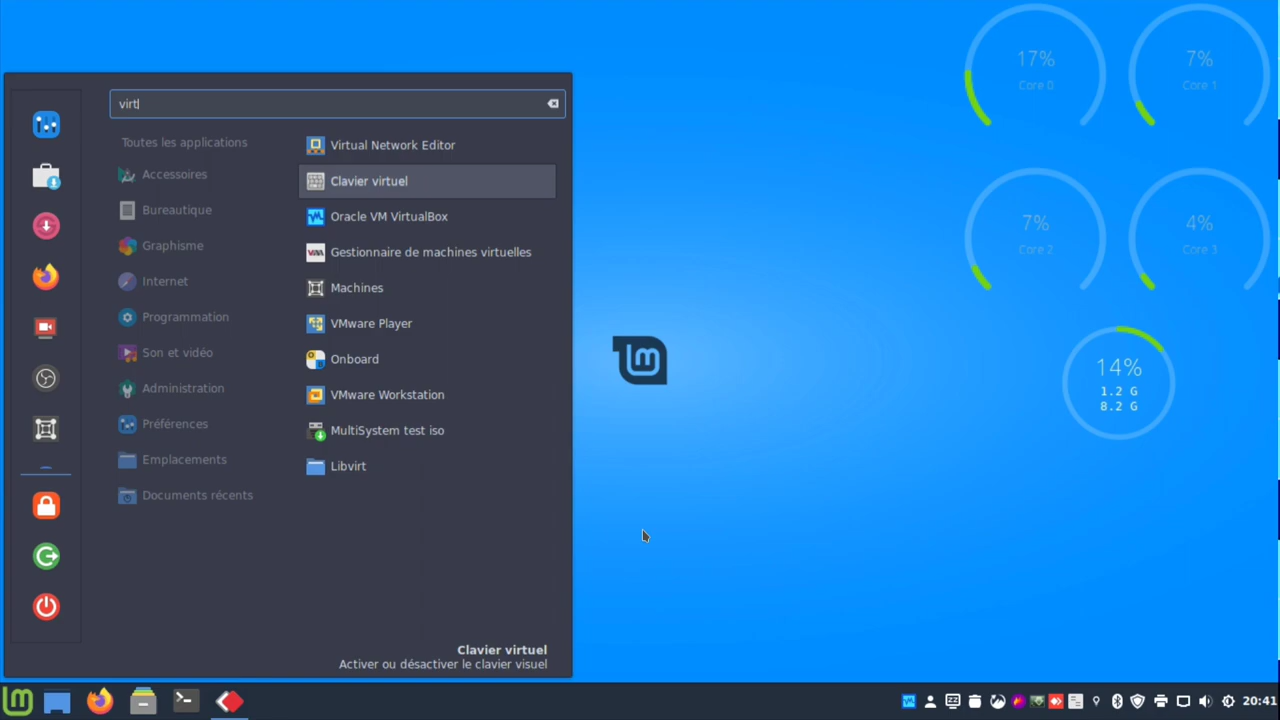 17%
Core 0
7%
Core 1
7%
Core 2
4%
Core 3
14%
1.2 G
8.2 G
virt
Toutes les applications
Accessoires
Bureautique
Graphisme
Internet
Programmation
Son et vidéo
Administration
Préférences
Emplacements
Documents récents
Virtual Network Editor
Clavier virtuel
Oracle VM VirtualBox
Gestionnaire de machines virtuelles
Machines
VMware Player
Onboard
VMware Workstation
MultiSystem test iso
Libvirt
Clavier virtuel
Activer ou désactiver le clavier visuel
20:41